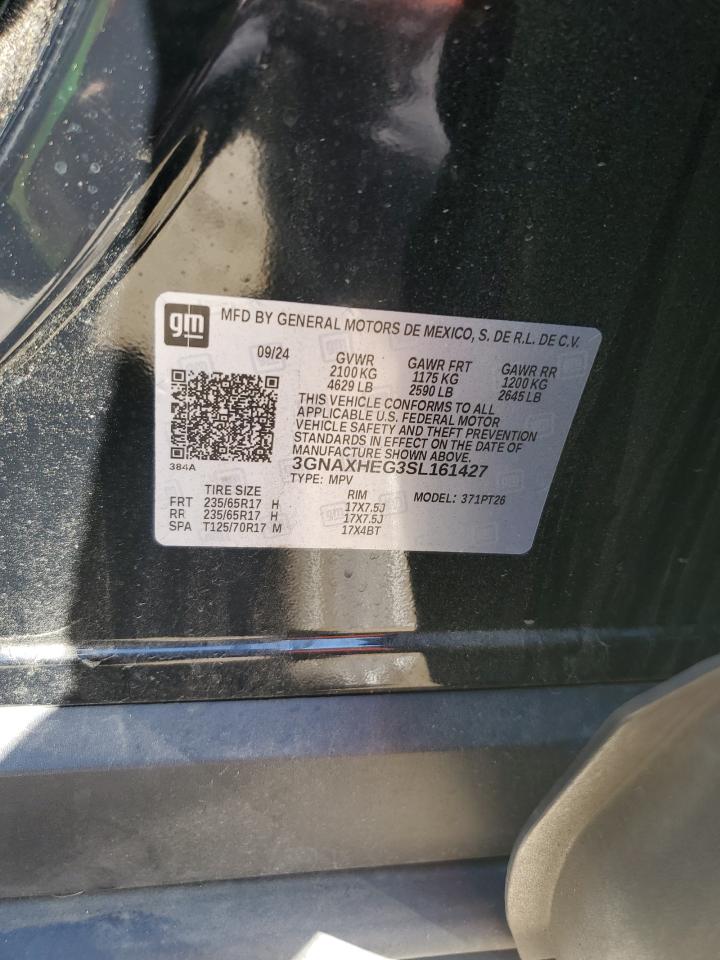 gm MFD BY GENERAL MOTORS DE MEXICO, S. DE R.L. DE C.V.
09/24 GVWR GAWR FRT GAWR RR
2100 KG 1175 KG 1200 KG
4629 LB 2590 LB 2645 LB
THIS VEHICLE CONFORMS TO ALL
APPLICABLE U.S. FEDERAL MOTOR
VEHICLE SAFETY AND THEFT PREVENTION
STANDARDS IN EFFECT ON THE DATE OF
MANUFACTURE SHOWN ABOVE.
384A 3GNAXHEG3SL161427
TYPE: MPV
TIRE SIZE RIM MODEL: 371PT26
FRT 235/65R17 H 17X7.5J
RR 235/65R17 H 17X7.5J
SPA T125/70R17 M 17X4BT